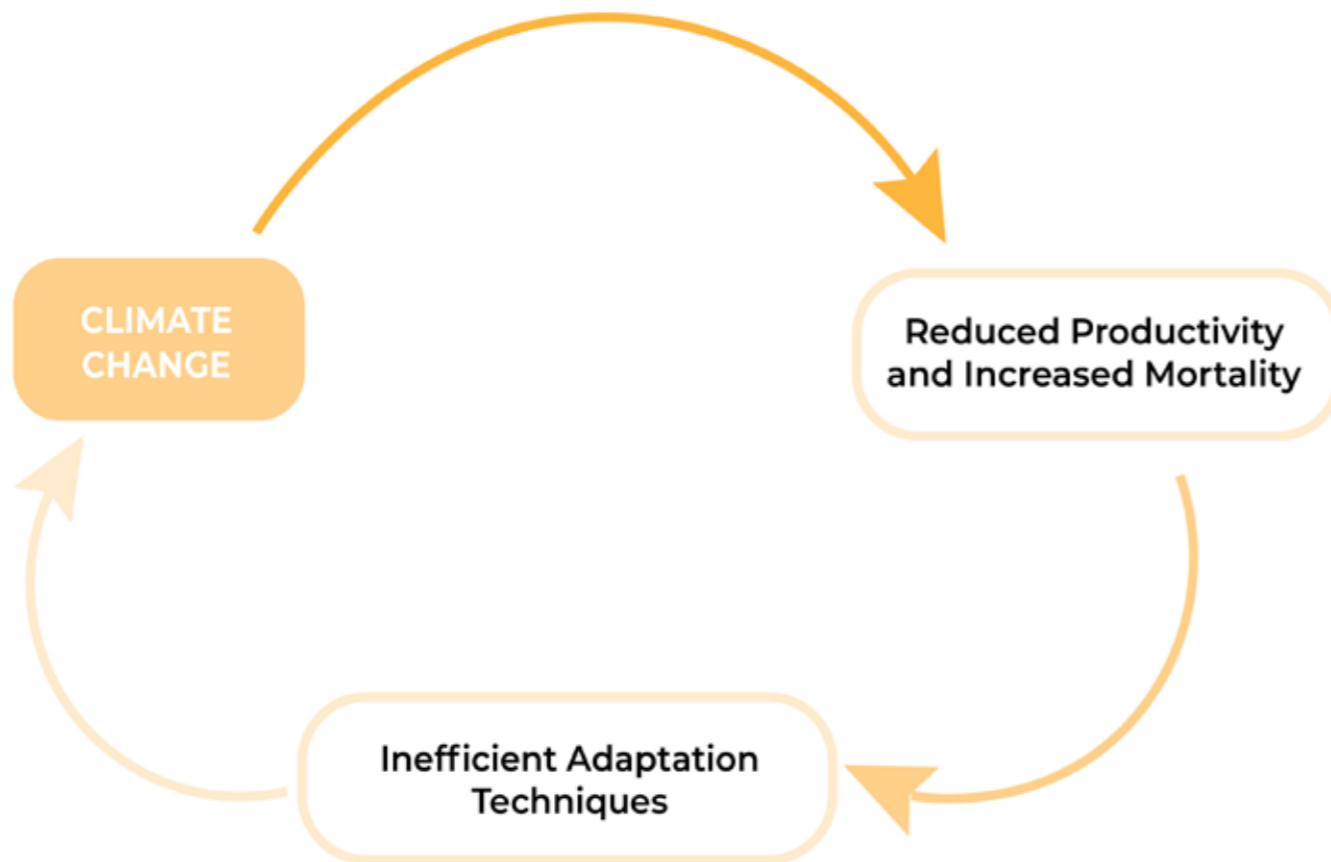 CLIMATE
CHANGE
Reduced Productivity
and Increased Mortality
Inefficient Adaptation
Techniques